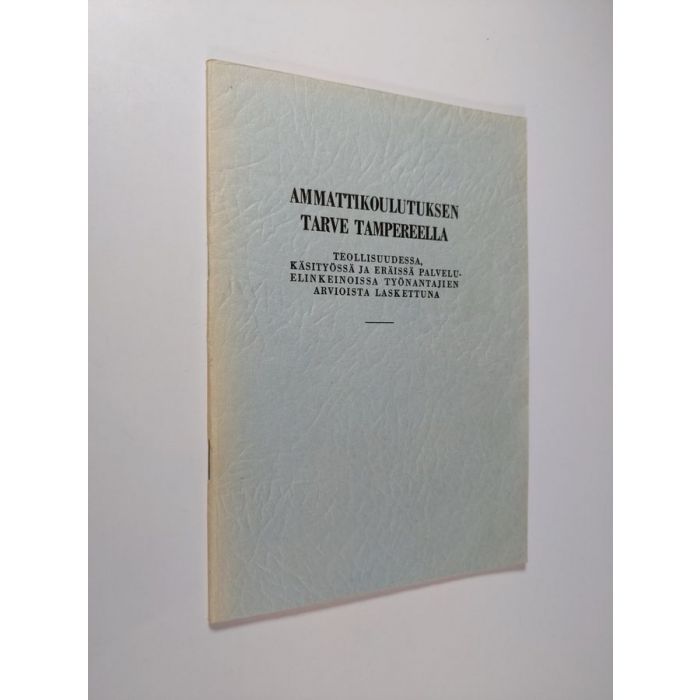 AMMATTIKOULUTUKSEN
TARVE TAMPEREELLA
TEOLLISUUDESSA,
KÄSITYÖSSÄ JA ERÄISSÄ PALVELU-
ELINKEINOISSA TYÖNANTAJIEN
ARVIOISTA LASKETTUNA